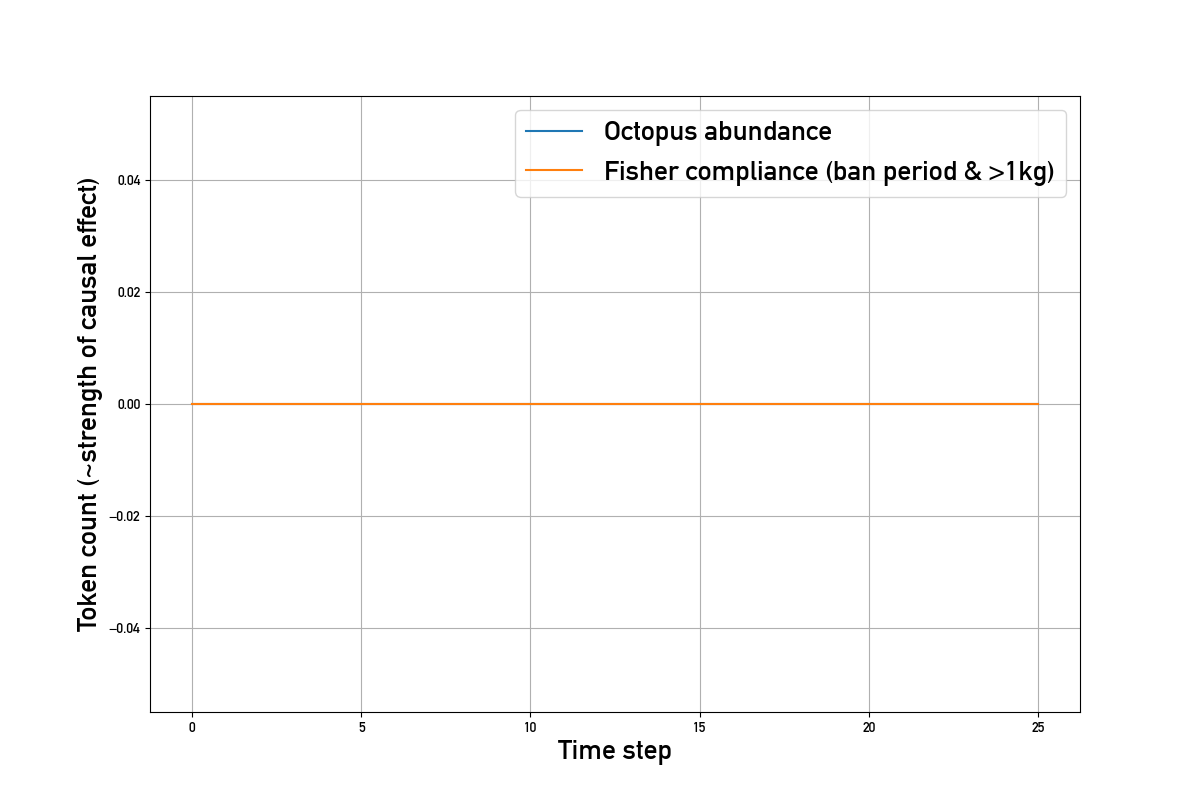 Octopus abundance
Fisher compliance (ban period & >1kg)
Token count (~strength of causal effect)
0.04
0.02
0.00
−0.02
−0.04
0 5 10 15 20 25
Time step